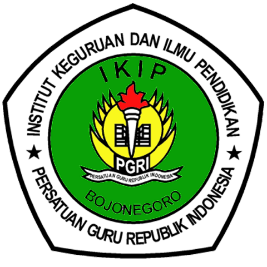 INSTITUT KEGURUAN DAN ILMU PENDIDIKAN
IKIP
PGRI
PERSATUAN GURU REPUBLIK INDONESIA
BOJONEGORO
PERSATUAN GURU REPUBLIK INDONESIA